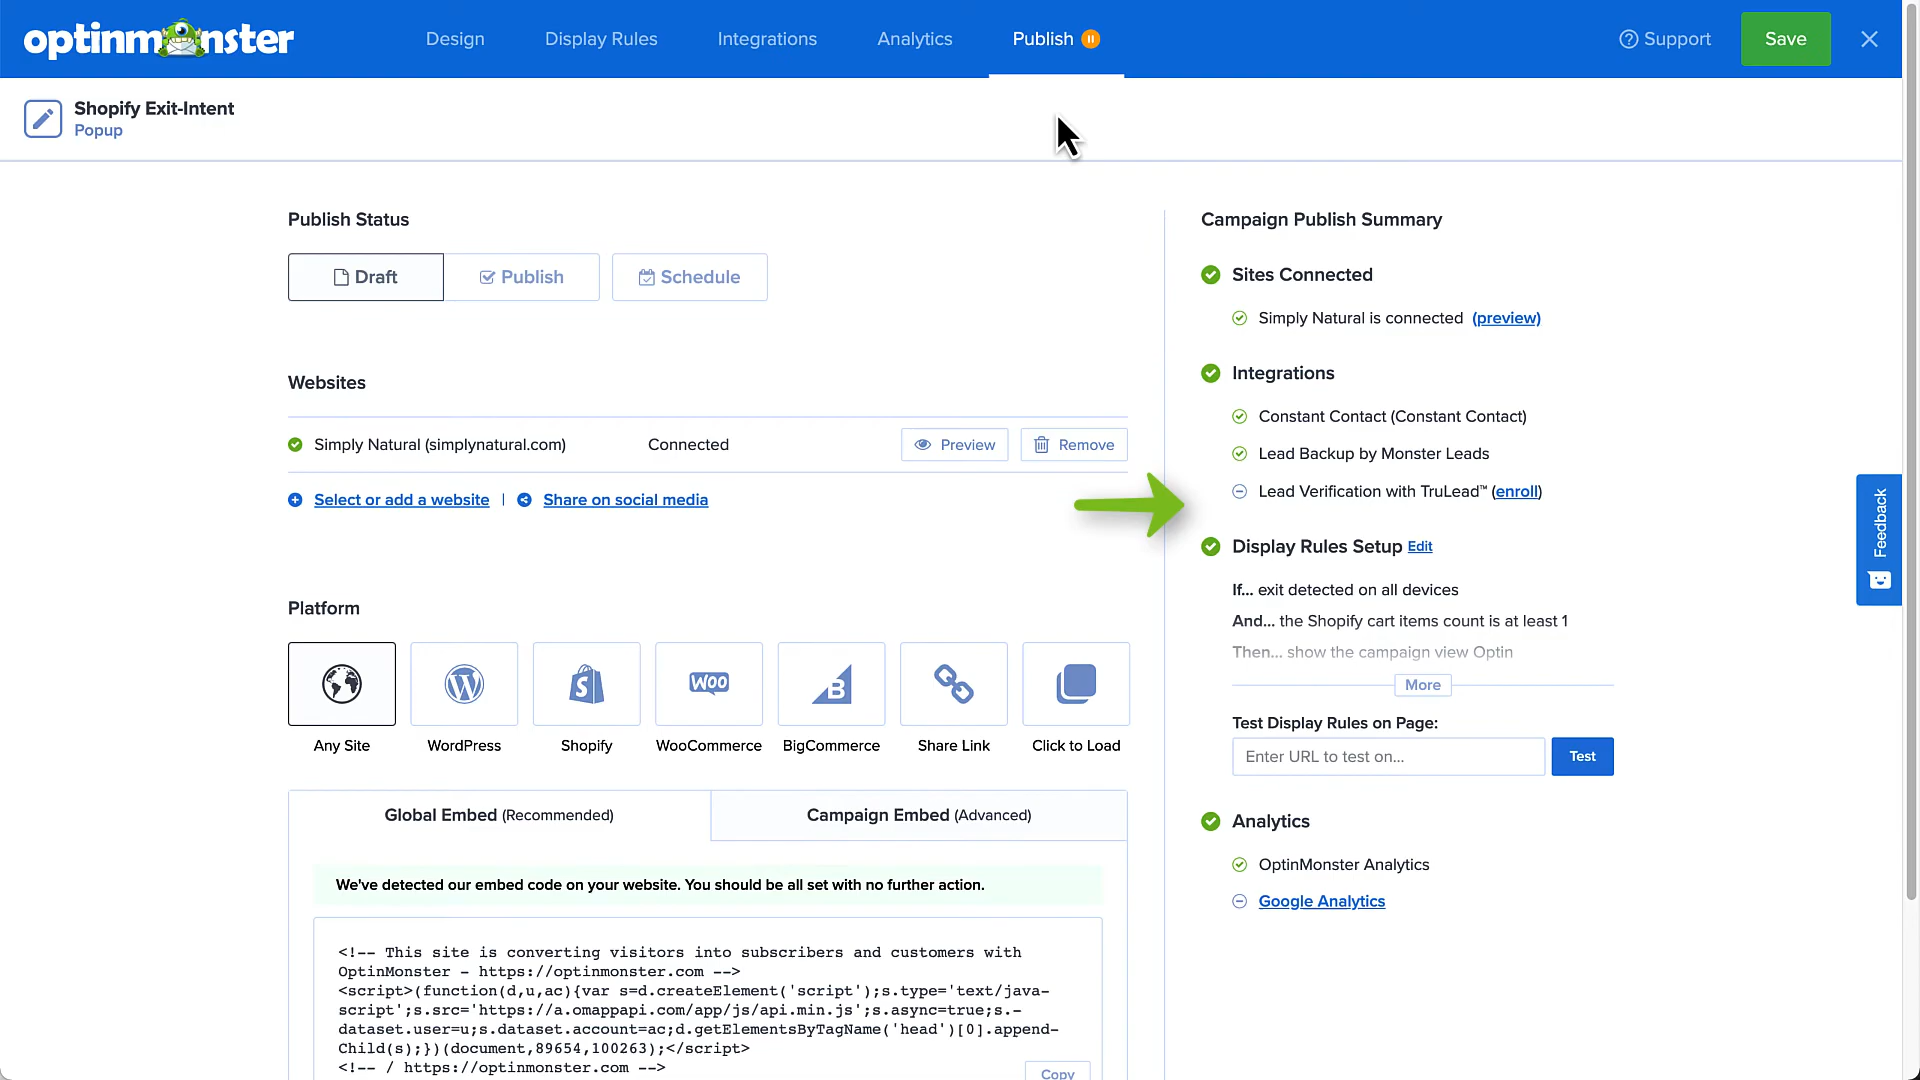 optinmonster
Design
Display Rules
Integrations
Analytics
Publish
Support
Save
Shopify Exit-Intent
Popup
Publish Status
Draft
Publish
Schedule
Websites
Simply Natural (simplynatural.com)
Connected
Preview
Remove
Select or add a website | Share on social media
Platform
Any Site
WordPress
Shopify
WOO
WooCommerce
BigCommerce
Share Link
Click to Load
Global Embed (Recommended)
Campaign Embed (Advanced)
We've detected our embed code on your website. You should be all set with no further action.
<!-- This site is converting visitors into subscribers and customers with
OptinMonster - https://optinmonster.com -->
<script>(function(d,u,ac){var s=d.createElement('script');s.type='text/java-
script';s.src='https://a.omappapi.com/app/js/api.min.js';s.async=true;s.-
dataset.user=u;s.dataset.account=ac;d.getElementsByTagName('head')[0].append-
Child(s);})(document,89654,100263);</script>
<!-- / https://optinmonster.com -->
Copy
Campaign Publish Summary
Sites Connected
Simply Natural is connected (preview)
Integrations
Constant Contact (Constant Contact)
Lead Backup by Monster Leads
Lead Verification with TruLead™ (enroll)
Display Rules Setup Edit
If... exit detected on all devices
And... the Shopify cart items count is at least 1
Then... show the campaign view Optin
More
Test Display Rules on Page:
Enter URL to test on...
Test
Analytics
OptinMonster Analytics
Google Analytics
Feedback